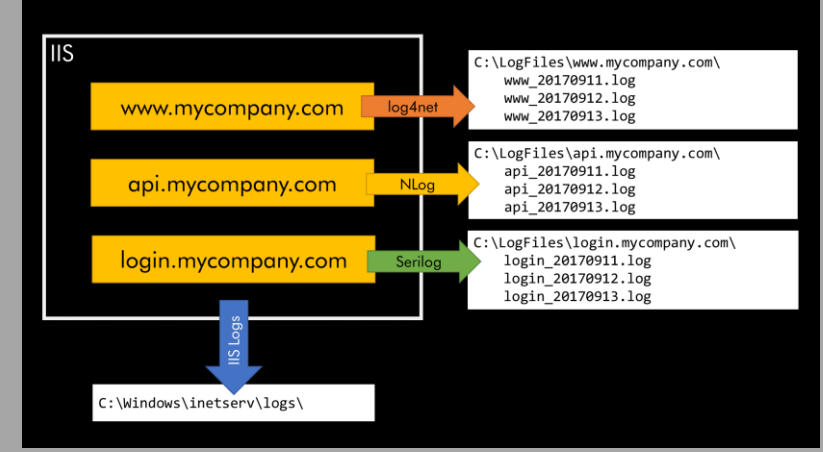 IIS
www.mycompany.com
log4net
C:\LogFiles\www.mycompany.com\
www_20170911.log
www_20170912.log
www_20170913.log
api.mycompany.com
NLog
C:\LogFiles\api.mycompany.com\
api_20170911.log
api_20170912.log
api_20170913.log
login.mycompany.com
Serilog
C:\LogFiles\login.mycompany.com\
login_20170911.log
login_20170912.log
login_20170913.log
IIS Logs
C:\Windows\inetserv\logs\